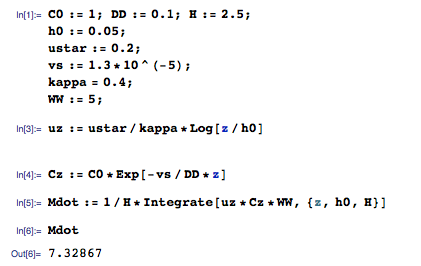 In[1]:= C0 := 1; DD := 0.1; H := 2.5;
h0 := 0.05;
ustar := 0.2;
vs := 1.3*10^(-5);
kappa = 0.4;
WW := 5;
In[3]:= uz := ustar/kappa*Log[z/h0]
In[4]:= Cz := C0*Exp[-vs/DD*z]
In[5]:= Mdot := 1/H*Integrate[uz*Cz*WW, {z, h0, H}]
In[6]:= Mdot
Out[6]= 7.32867